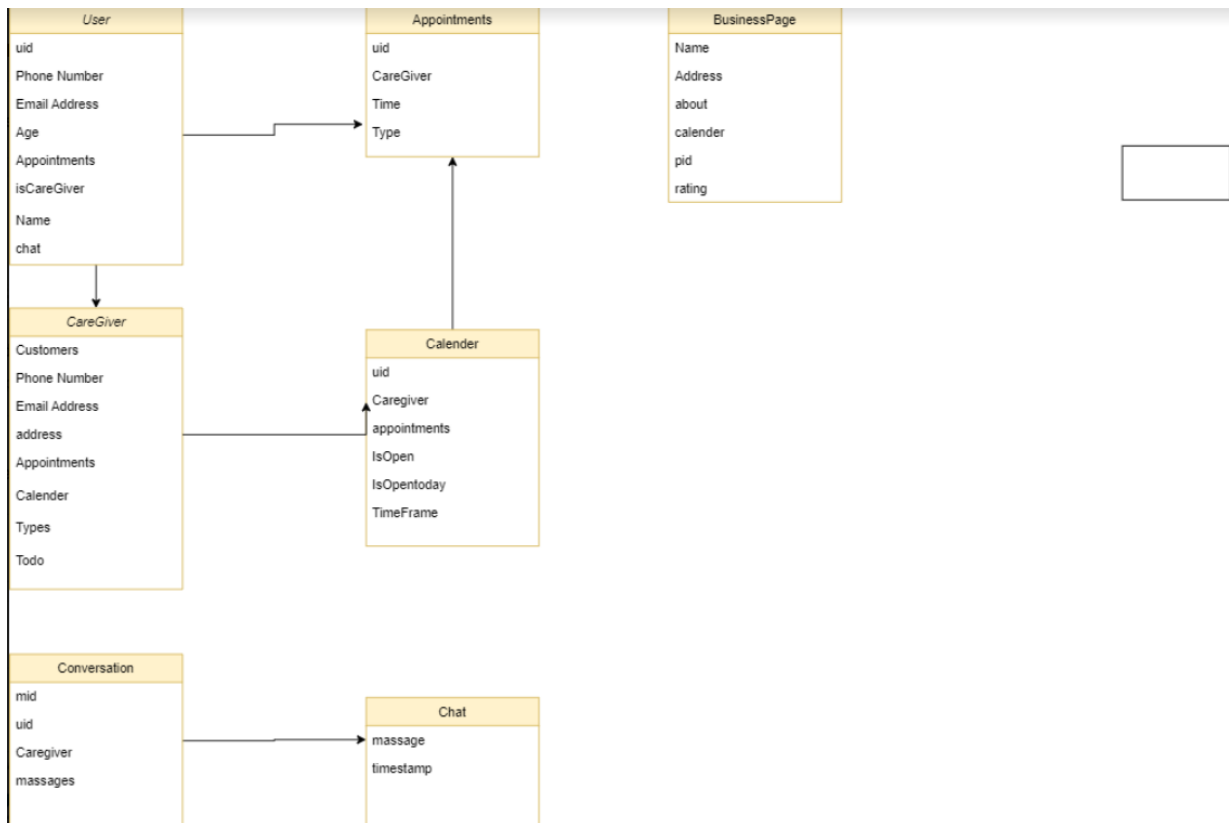 User
uid
Phone Number
Email Address
Age
Appointments
isCareGiver
Name
chat
Appointments
uid
CareGiver
Time
Type
BusinessPage
Name
Address
about
calender
pid
rating
CareGiver
Customers
Phone Number
Email Address
address
Appointments
Calender
Types
Todo
Calender
uid
Caregiver
appointments
IsOpen
IsOpentoday
TimeFrame
Conversation
mid
uid
Caregiver
massages
Chat
massage
timestamp